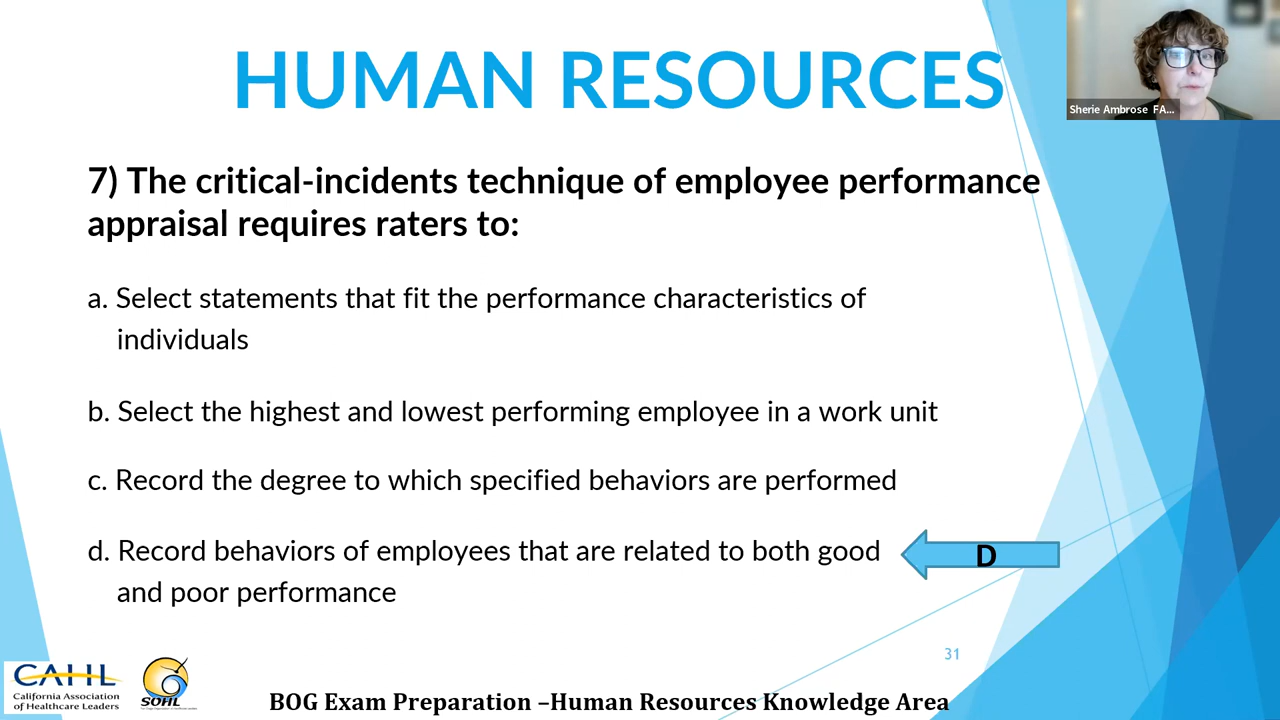 HUMAN RESOURCES
Sherie Ambrose FA...
7) The critical-incidents technique of employee performance
appraisal requires raters to:
a. Select statements that fit the performance characteristics of
individuals
b. Select the highest and lowest performing employee in a work unit
c. Record the degree to which specified behaviors are performed
d. Record behaviors of employees that are related to both good
and poor performance
D
31
CAHL
California Association
of Healthcare Leaders
SOHL
BOG Exam Preparation –Human Resources Knowledge Area